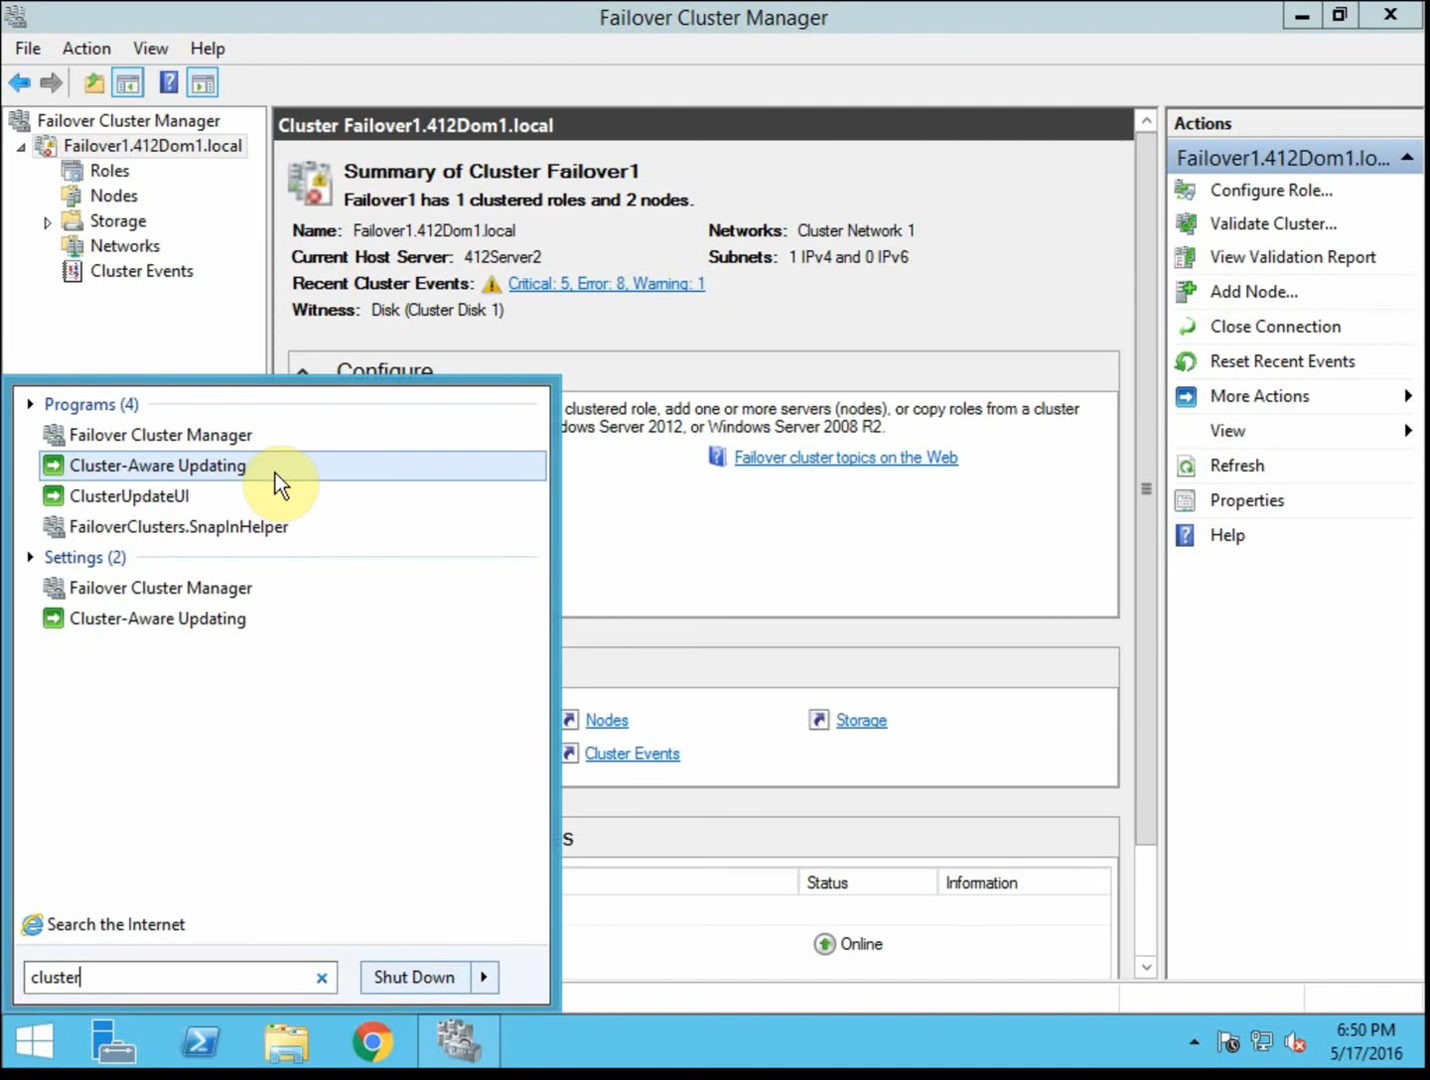 Failover Cluster Manager
File Action View Help
Failover Cluster Manager
Failover1.412Dom1.local
Roles
Nodes
Storage
Networks
Cluster Events
Cluster Failover1.412Dom1.local
Summary of Cluster Failover1
Failover1 has 1 clustered roles and 2 nodes.
Name: Failover1.412Dom1.local
Networks: Cluster Network 1
Current Host Server: 412Server2
Subnets: 1 IPv4 and 0 IPv6
Recent Cluster Events: Critical: 5, Error: 8, Warning: 1
Witness: Disk (Cluster Disk 1)
Configure
clustered role, add one or more servers (nodes), or copy roles from a cluster
dows Server 2012, or Windows Server 2008 R2.
Failover cluster topics on the Web
Nodes
Storage
Cluster Events
Status
Information
Online
Actions
Failover1.412Dom1.lo...
Configure Role...
Validate Cluster...
View Validation Report
Add Node...
Close Connection
Reset Recent Events
More Actions
View
Refresh
Properties
Help
Programs (4)
Failover Cluster Manager
Cluster-Aware Updating
ClusterUpdateUI
FailoverClusters.SnapInHelper
Settings (2)
Failover Cluster Manager
Cluster-Aware Updating
Search the Internet
cluster
Shut Down
6:50 PM
5/17/2016